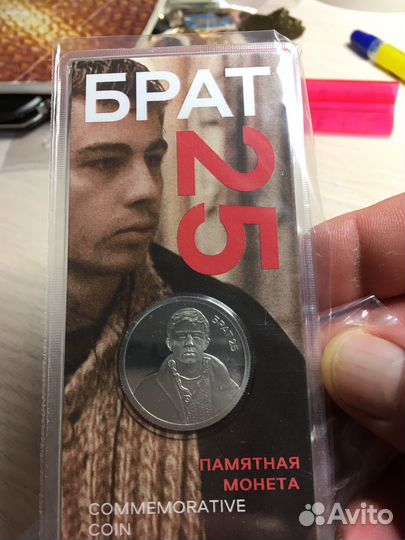 БРАТ
25
БРАТ 25
ПАМЯТНАЯ
МОНЕТА
COMMEMORATIVE
COIN
Avito